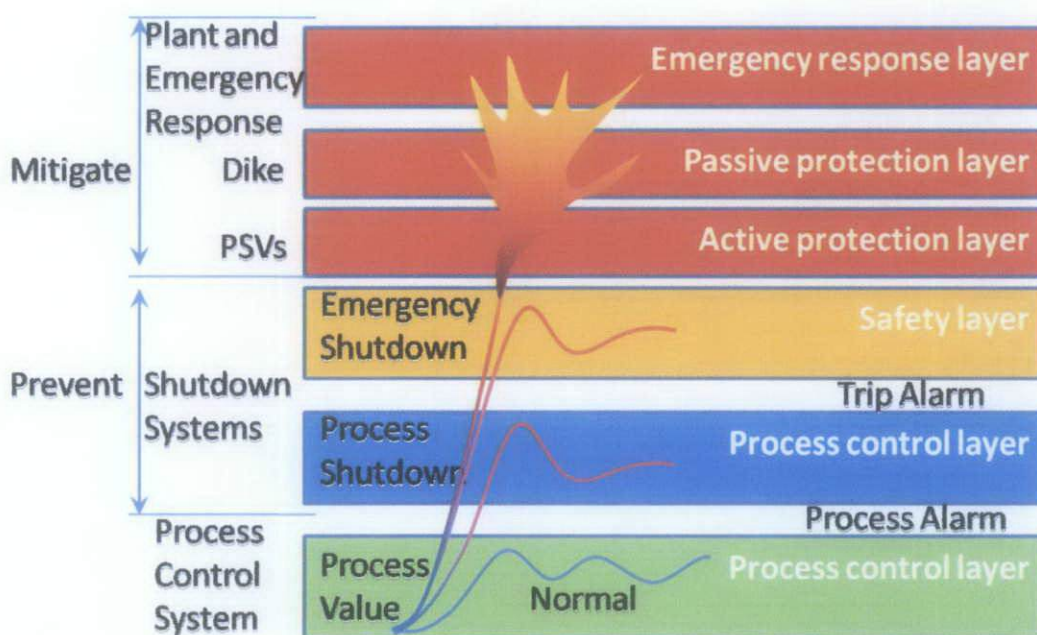 Plant and
Emergency
Response
Emergency response layer
Mitigate
Dike
Passive protection layer
PSVs
Active protection layer
Emergency
Shutdown
Safety layer
Prevent
Shutdown
Systems
Trip Alarm
Process
Shutdown
Process control layer
Process Alarm
Process
Control
System
Process
Value
Normal
Process control layer